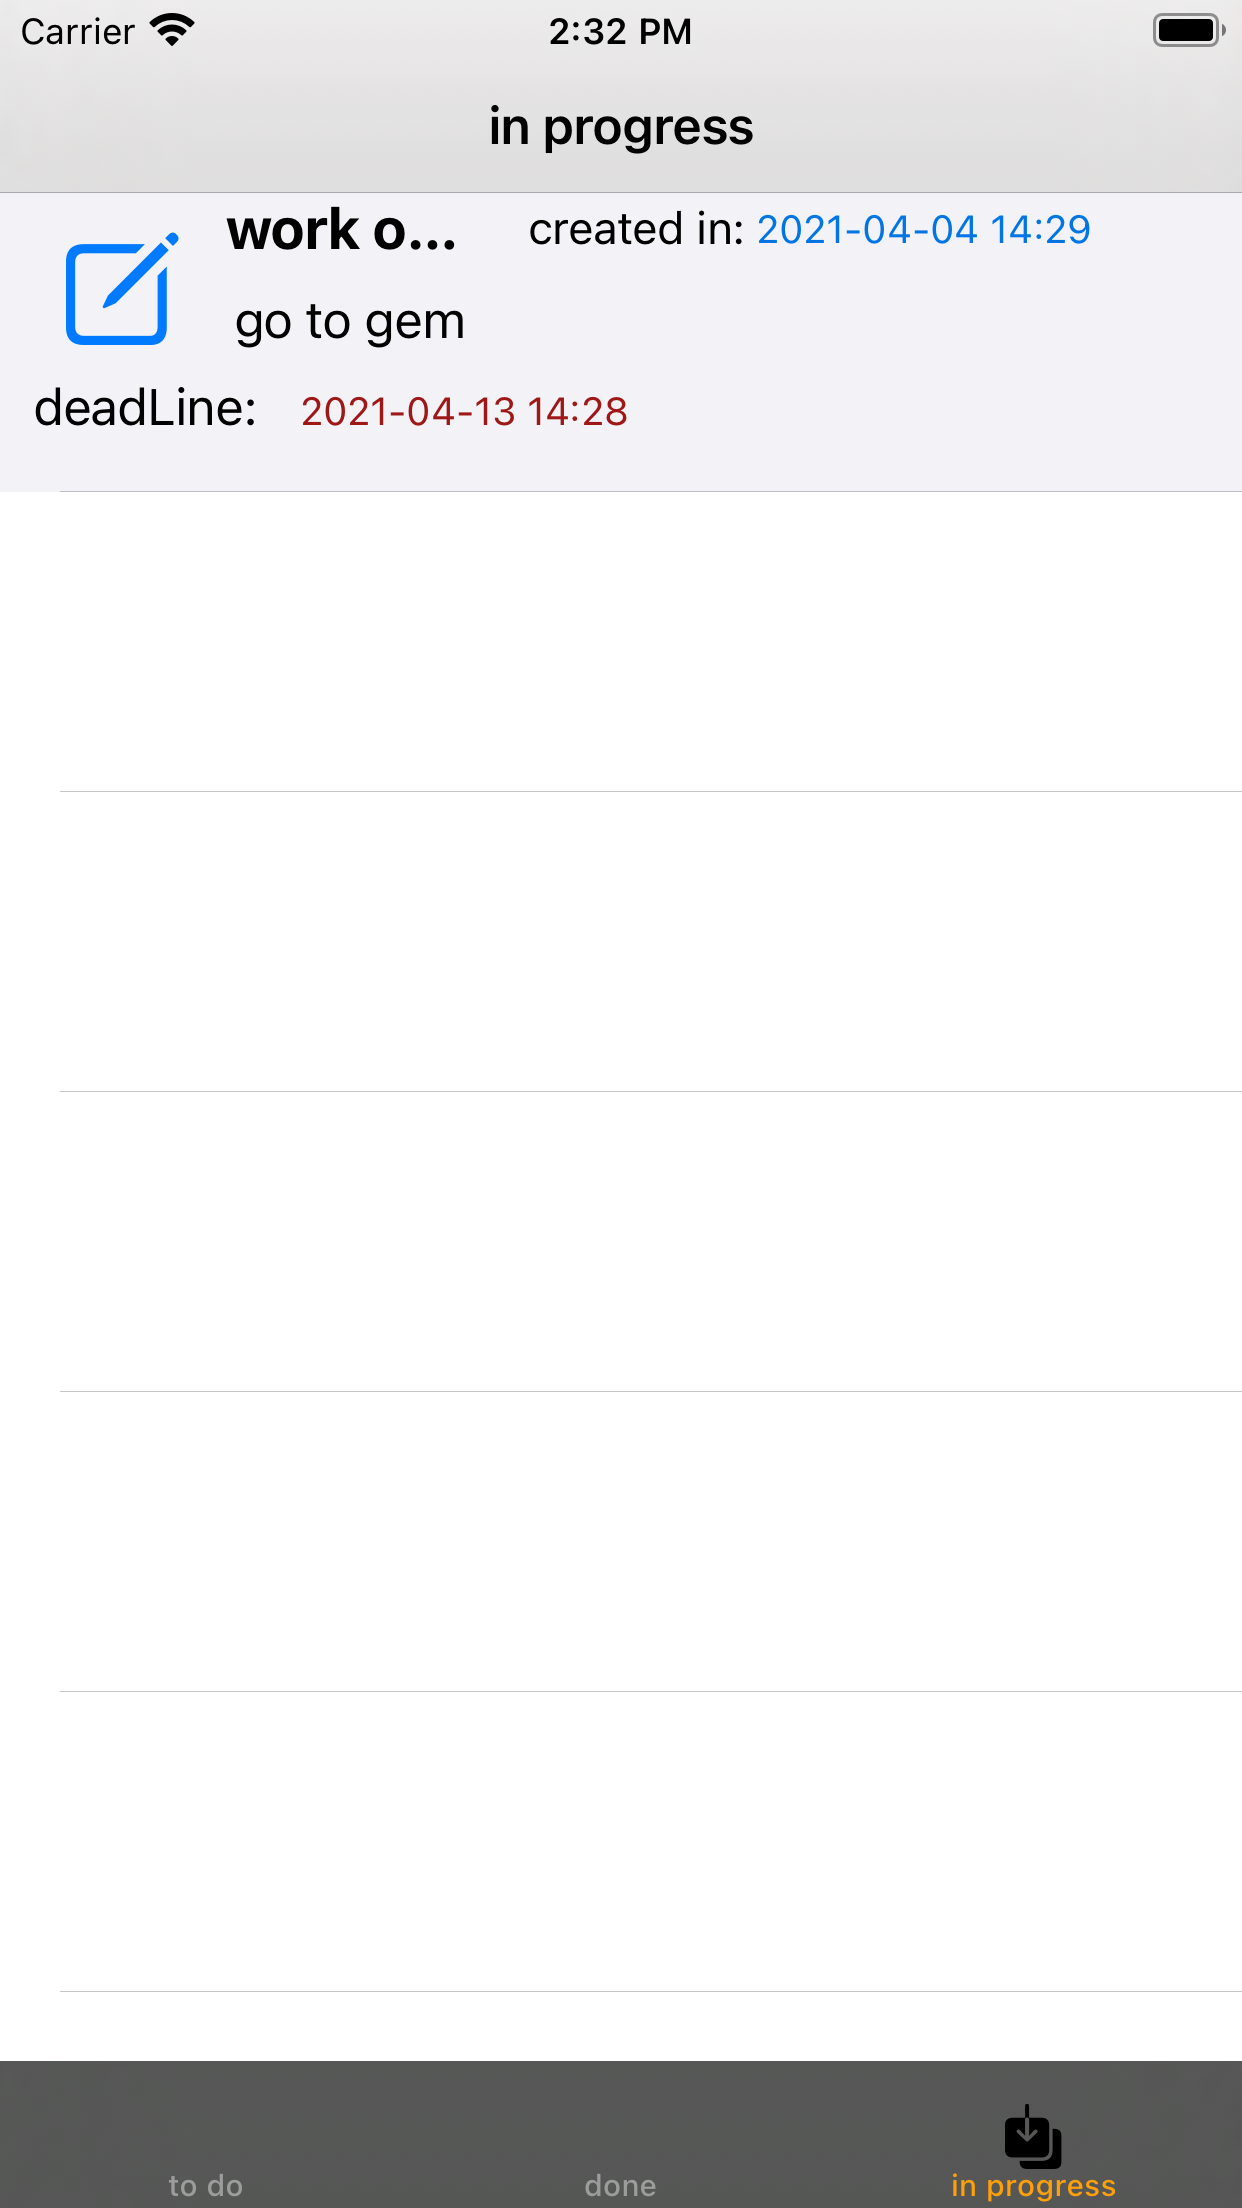 Carrier 2:32 PM
in progress
work o... created in: 2021-04-04 14:29
go to gem
deadLine: 2021-04-13 14:28
to do done in progress